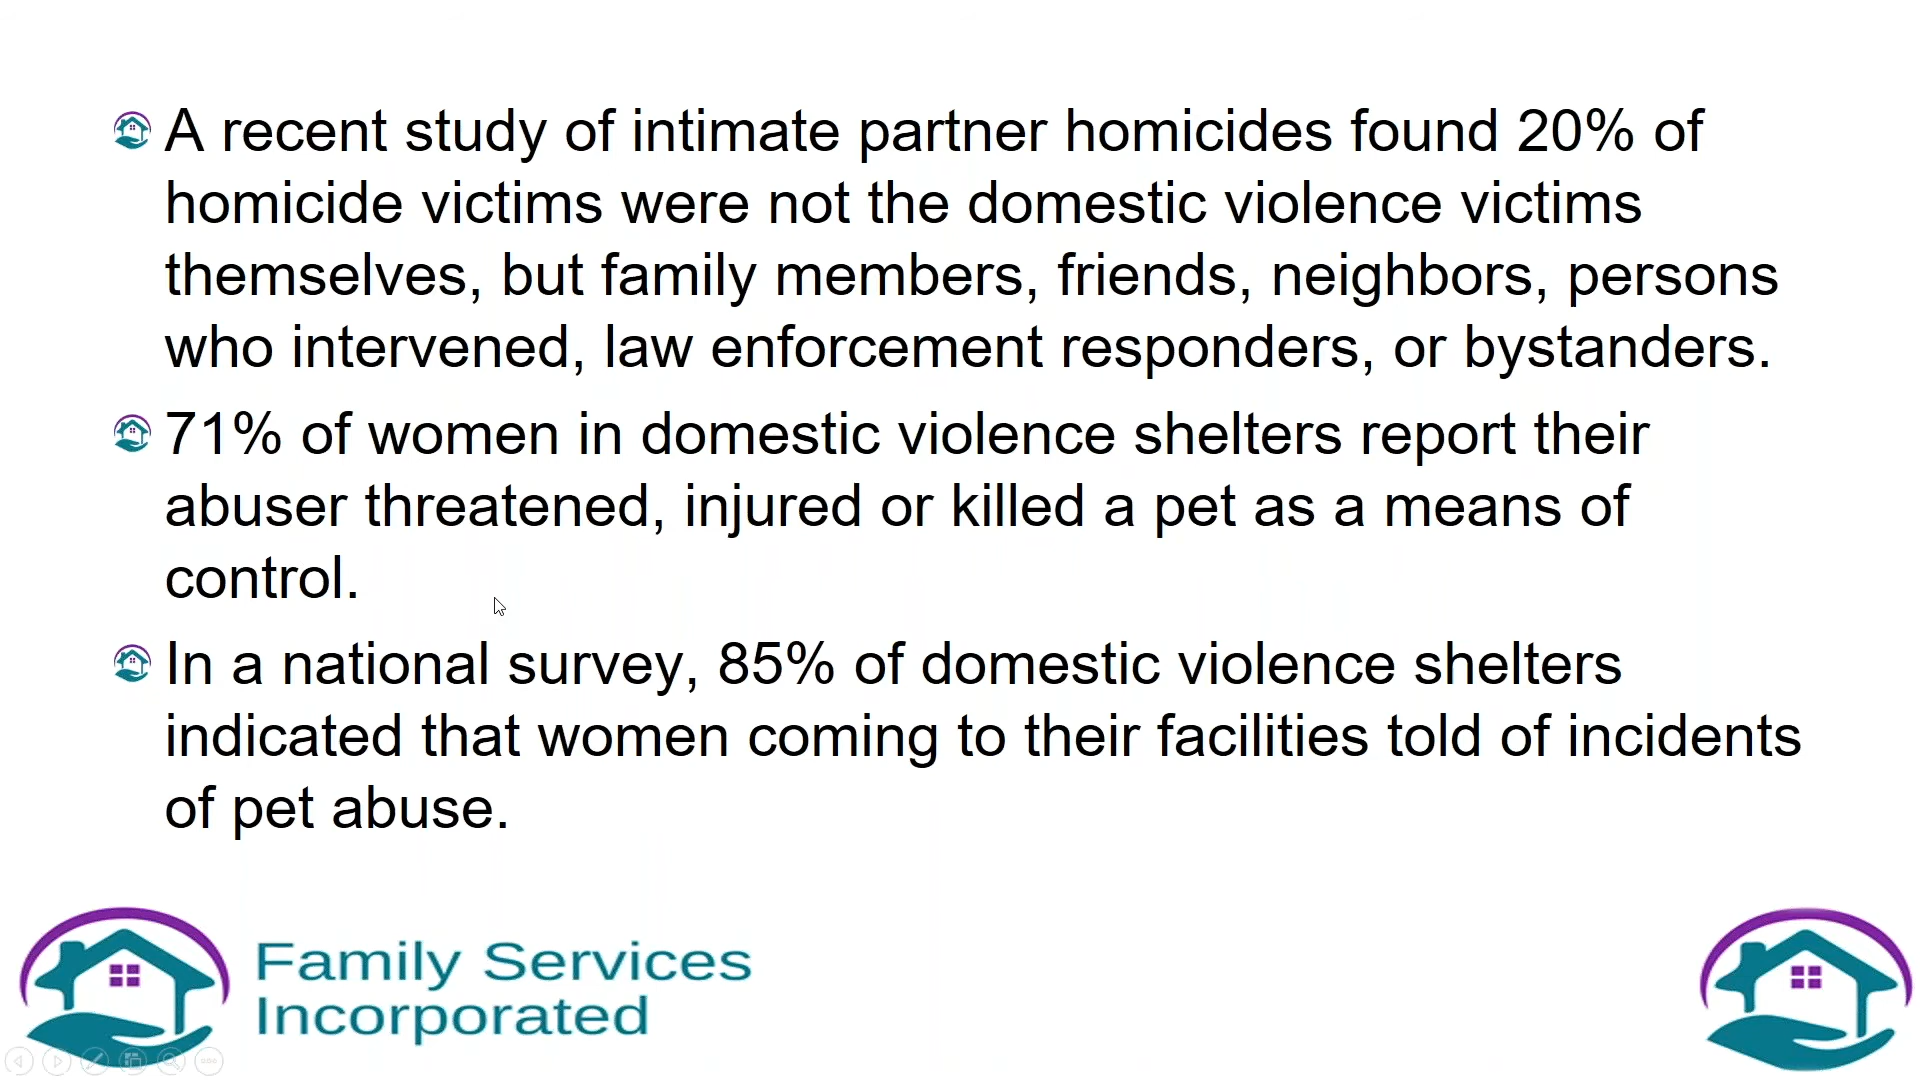 A recent study of intimate partner homicides found 20% of
homicide victims were not the domestic violence victims
themselves, but family members, friends, neighbors, persons
who intervened, law enforcement responders, or bystanders.
71% of women in domestic violence shelters report their
abuser threatened, injured or killed a pet as a means of
control.
In a national survey, 85% of domestic violence shelters
indicated that women coming to their facilities told of incidents
of pet abuse.
Family Services
Incorporated